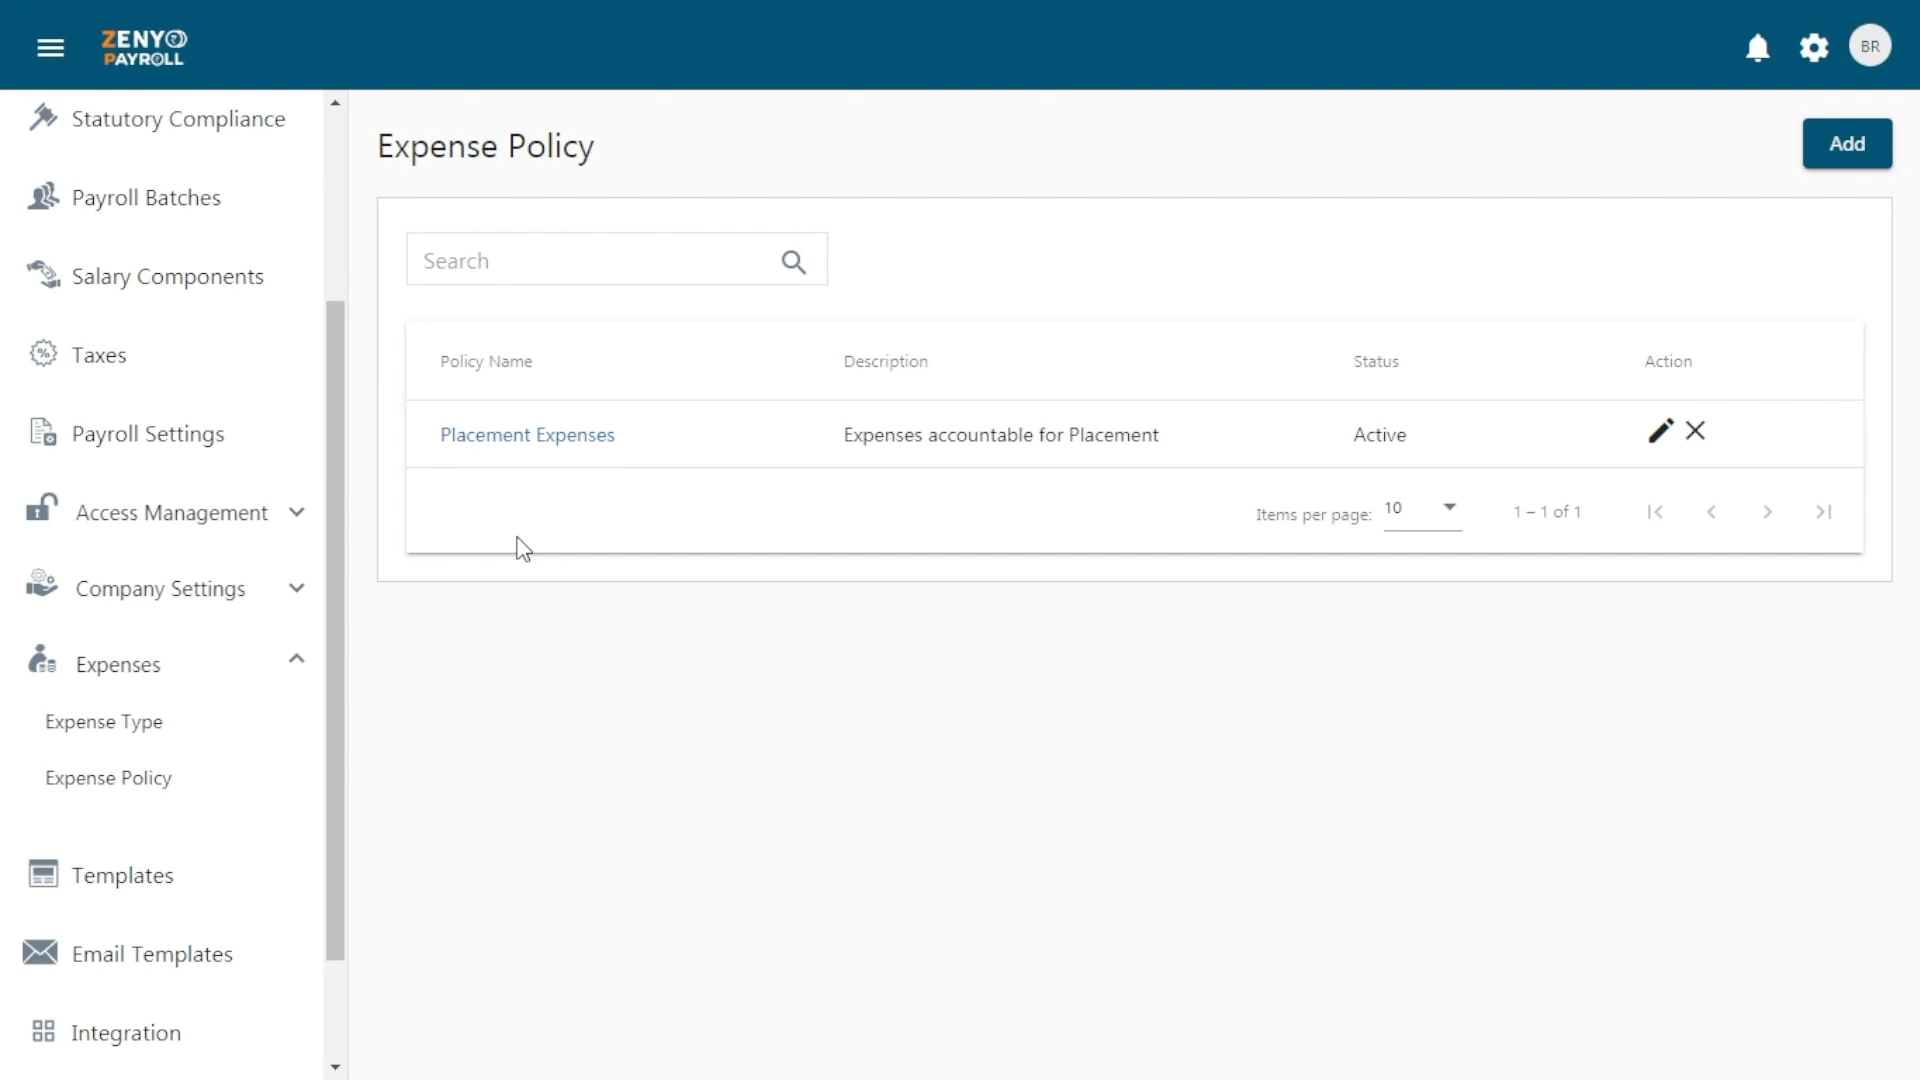 ZENYO
PAYROLL
BR
Statutory Compliance
Payroll Batches
Salary Components
Taxes
Payroll Settings
Access Management
Company Settings
Expenses
Expense Type
Expense Policy
Templates
Email Templates
Integration
Expense Policy
Add
Search
Policy Name Description Status Action
Placement Expenses Expenses accountable for Placement Active
Items per page: 10 1 – 1 of 1